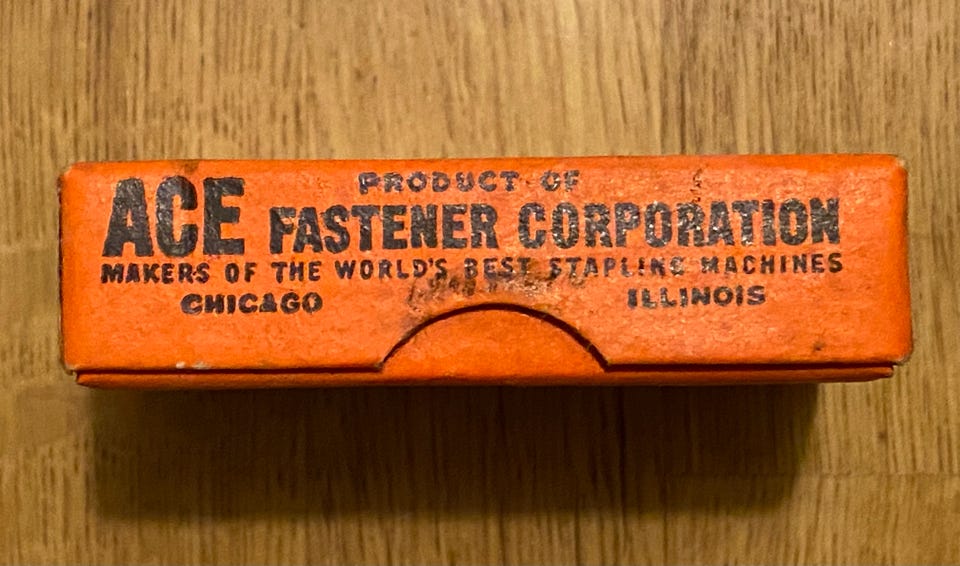 PRODUCT OF
ACE FASTENER CORPORATION
MAKERS OF THE WORLD'S BEST STAPLING MACHINES
CHICAGO ILLINOIS